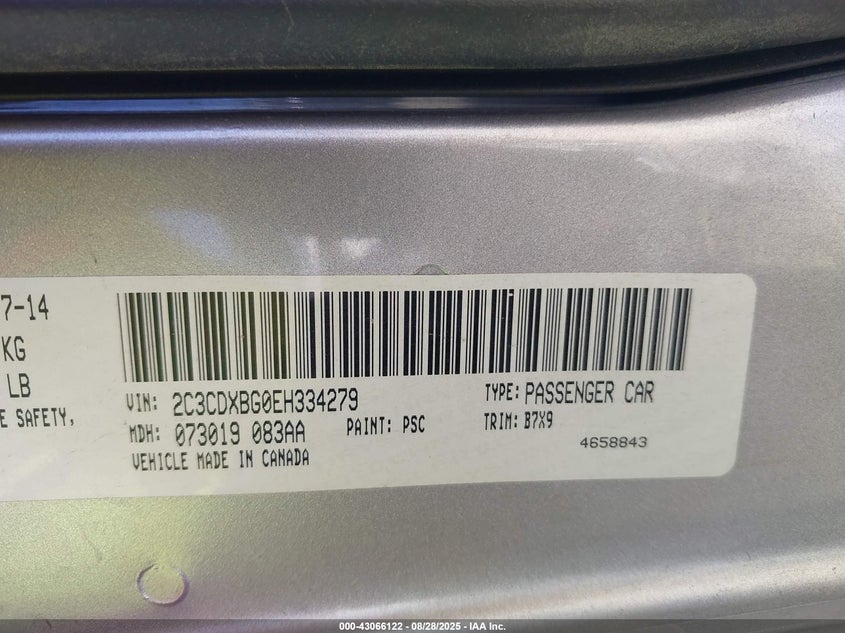 7-14
KG
LB
E SAFETY,
VIN: 2C3CDXBG0EH334279
TYPE: PASSENGER CAR
MDH: 073019 083AA
PAINT: PSC
TRIM: B7X9
VEHICLE MADE IN CANADA
4658843
000-43066122 - 08/28/2025 - IAA Inc.